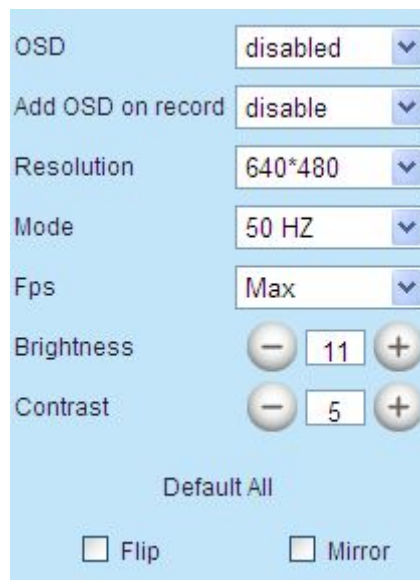 OSD disabled
Add OSD on record disable
Resolution 640*480
Mode 50 HZ
Fps Max
Brightness 11
Contrast 5
Default All
Flip Mirror